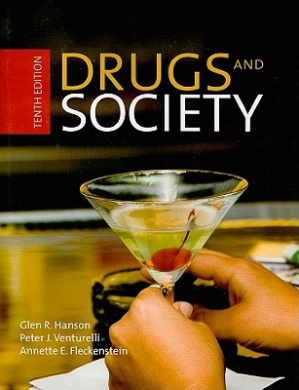 TENTH EDITION
DRUGS AND
SOCIETY
Glen R. Hanson
Peter J. Venturelli
Annette E. Fleckenstein